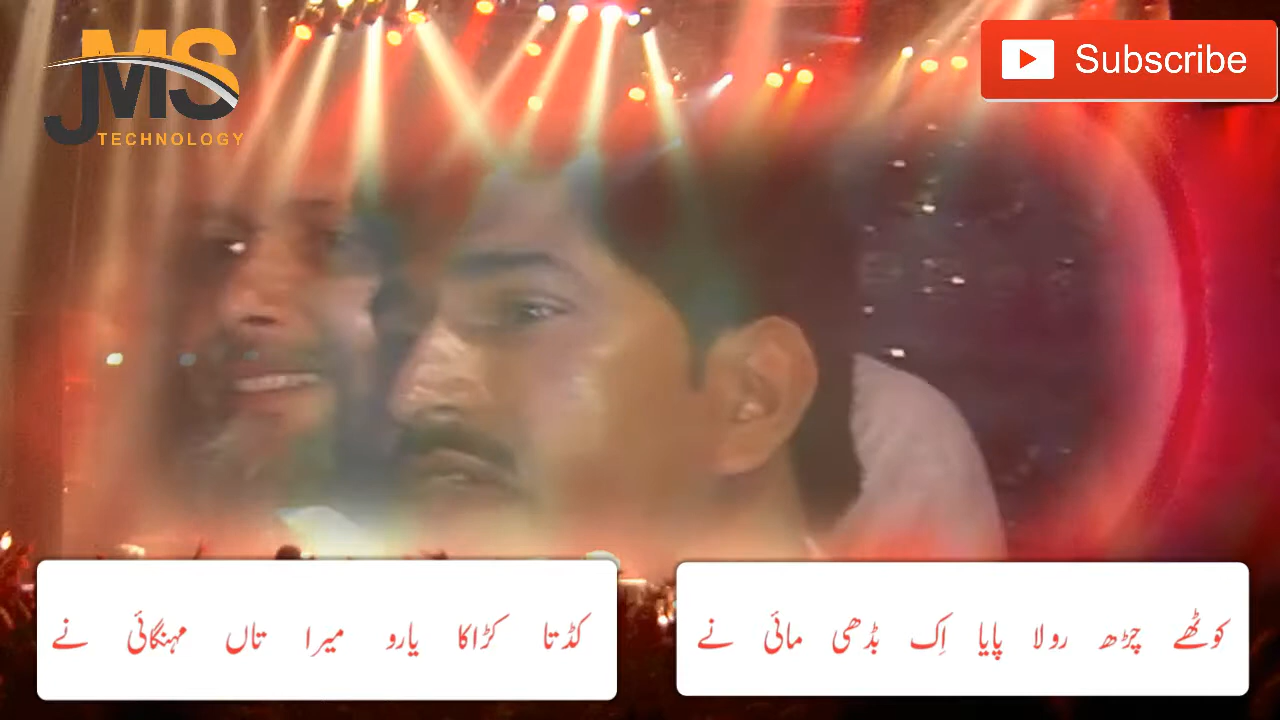 JMS
TECHNOLOGY
Subscribe
کوٹھے چڑھ رولا پایا اِک بڈھی مائی نے
کڈتا کڑاکا یارو میرا تاں مہنگائی نے